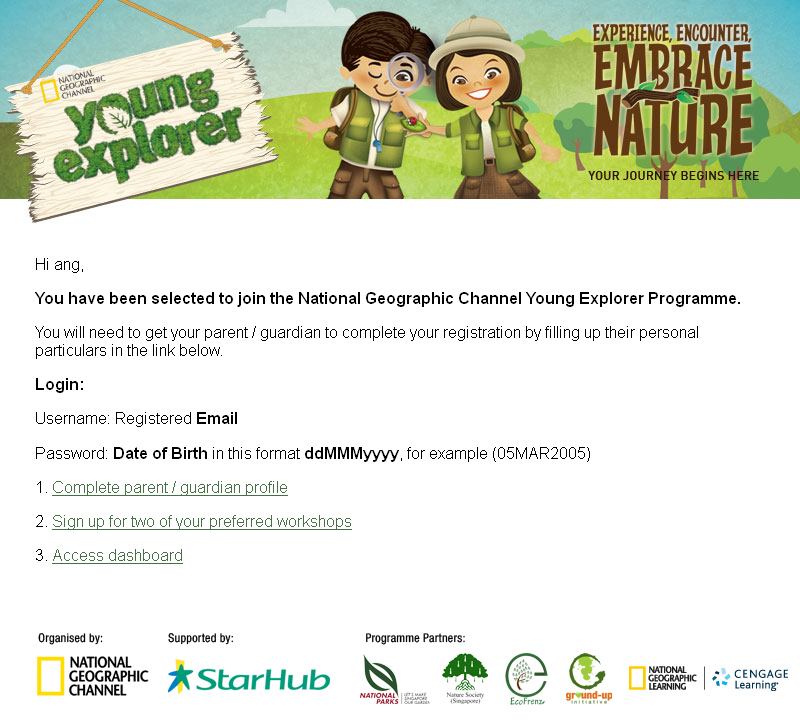 NATIONAL
GEOGRAPHIC
CHANNEL
young
explorer
EXPERIENCE, ENCOUNTER,
EMBRACE
NATURE
YOUR JOURNEY BEGINS HERE
Hi ang,
You have been selected to join the National Geographic Channel Young Explorer Programme.
You will need to get your parent / guardian to complete your registration by filling up their personal
particulars in the link below.
Login:
Username: Registered Email
Password: Date of Birth in this format ddMMMyyyy, for example (05MAR2005)
1. Complete parent / guardian profile
2. Sign up for two of your preferred workshops
3. Access dashboard
Organised by:
NATIONAL
GEOGRAPHIC
CHANNEL
Supported by:
StarHub
Programme Partners:
NATIONAL
PARKS
LET'S MAKE
SINGAPORE
OUR GARDEN
Nature Society
(Singapore)
EcoFrenz
ground-up
initiative
NATIONAL
GEOGRAPHIC
LEARNING
CENGAGE
Learning®